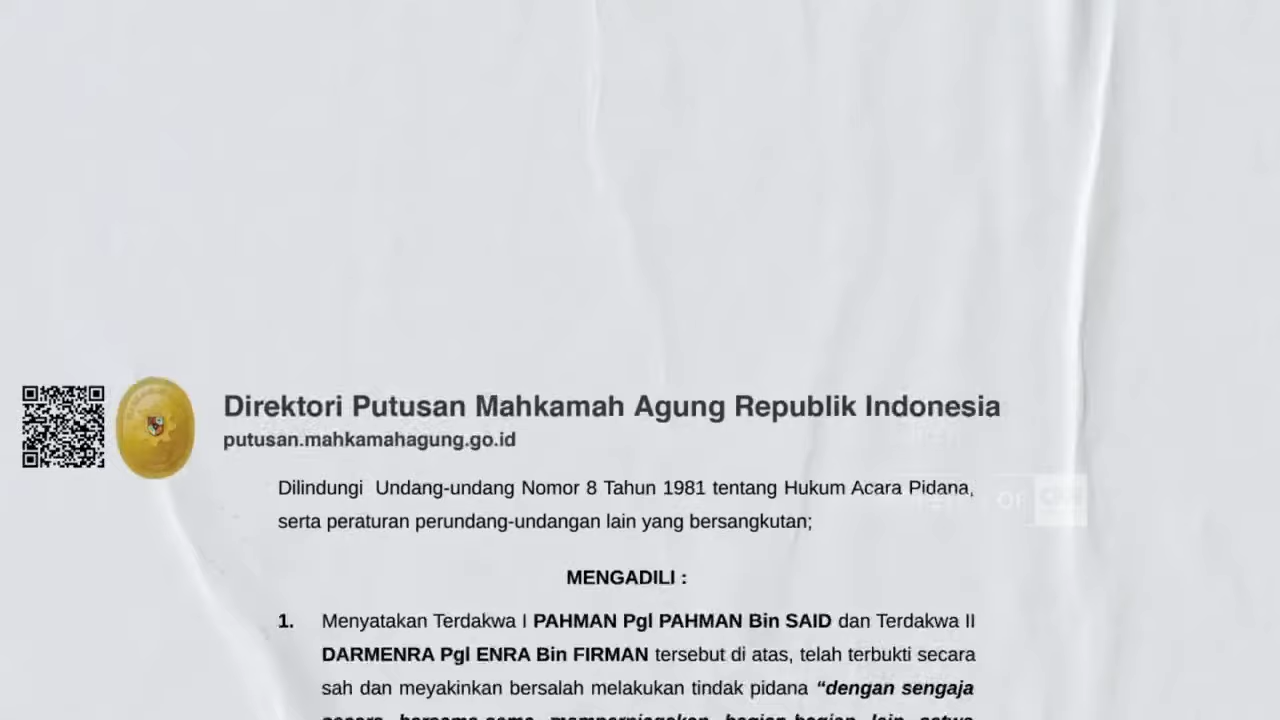 Direktori Putusan Mahkamah Agung Republik Indonesia
putusan.mahkamahagung.go.id
Dilindungi Undang-undang Nomor 8 Tahun 1981 tentang Hukum Acara Pidana,
serta peraturan perundang-undangan lain yang bersangkutan;
MENGADILI :
1. Menyatakan Terdakwa I PAHMAN Pgl PAHMAN Bin SAID dan Terdakwa II
DARMENRA Pgl ENRA Bin FIRMAN tersebut di atas, telah terbukti secara
sah dan meyakinkan bersalah melakukan tindak pidana “dengan sengaja